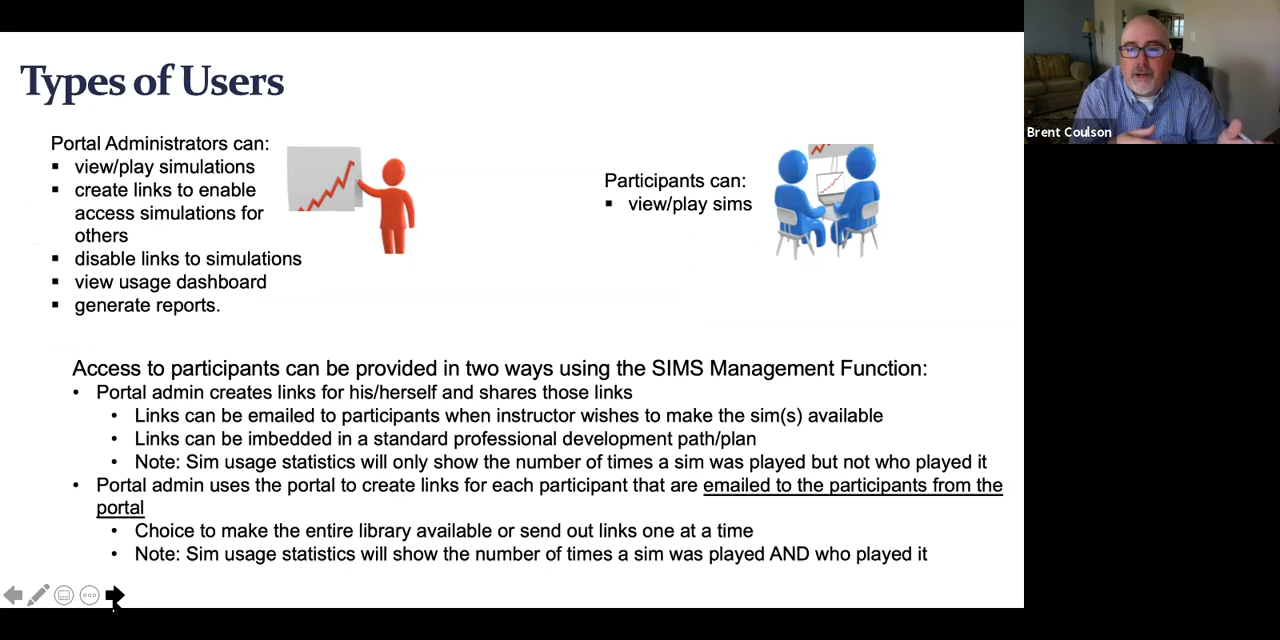 Types of Users
Portal Administrators can:
▪ view/play simulations
▪ create links to enable
access simulations for
others
▪ disable links to simulations
▪ view usage dashboard
▪ generate reports.
Participants can:
▪ view/play sims
Access to participants can be provided in two ways using the SIMS Management Function:
• Portal admin creates links for his/herself and shares those links
• Links can be emailed to participants when instructor wishes to make the sim(s) available
• Links can be imbedded in a standard professional development path/plan
• Note: Sim usage statistics will only show the number of times a sim was played but not who played it
• Portal admin uses the portal to create links for each participant that are emailed to the participants from the
portal
• Choice to make the entire library available or send out links one at a time
• Note: Sim usage statistics will show the number of times a sim was played AND who played it
Brent Coulson